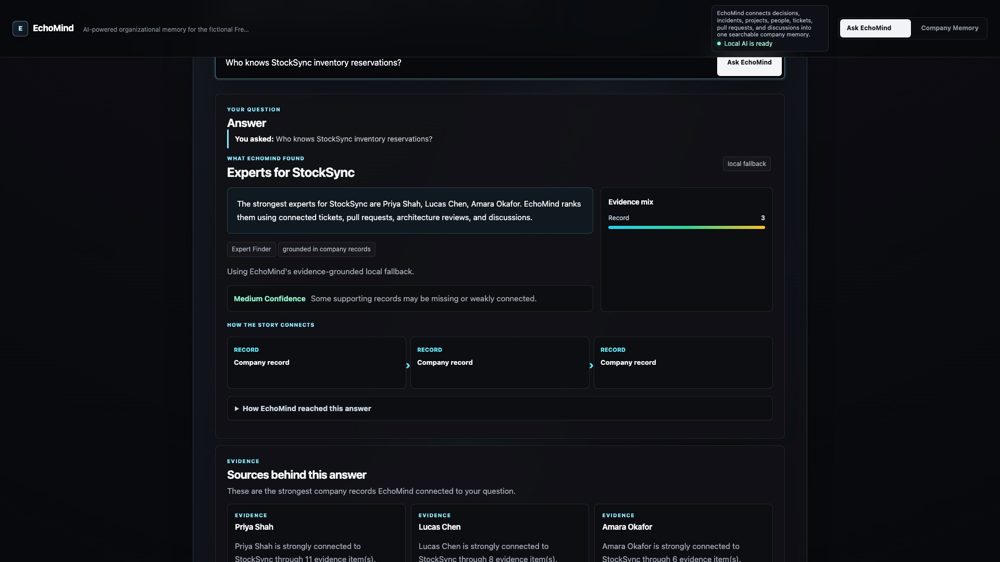 E
EchoMind
AI-powered organizational memory for the fictional Fre...
EchoMind connects decisions,
incidents, projects, people, tickets,
pull requests, and discussions into
one searchable company memory.
Local AI is ready
Ask EchoMind
Company Memory
Who knows StockSync inventory reservations?
Ask EchoMind
YOUR QUESTION
Answer
You asked: Who knows StockSync inventory reservations?
WHAT ECHOMIND FOUND
Experts for StockSync
local fallback
The strongest experts for StockSync are Priya Shah, Lucas Chen, Amara Okafor. EchoMind ranks
them using connected tickets, pull requests, architecture reviews, and discussions.
Evidence mix
Record 3
Expert Finder
grounded in company records
Using EchoMind's evidence-grounded local fallback.
Medium Confidence Some supporting records may be missing or weakly connected.
HOW THE STORY CONNECTS
RECORD
Company record
›
RECORD
Company record
›
RECORD
Company record
▶ How EchoMind reached this answer
EVIDENCE
Sources behind this answer
These are the strongest company records EchoMind connected to your question.
EVIDENCE
Priya Shah
Priya Shah is strongly connected to
StockSync through 11 evidence item(s).
EVIDENCE
Lucas Chen
Lucas Chen is strongly connected to
StockSync through 8 evidence item(s).
EVIDENCE
Amara Okafor
Amara Okafor is strongly connected to
StockSync through 6 evidence item(s).